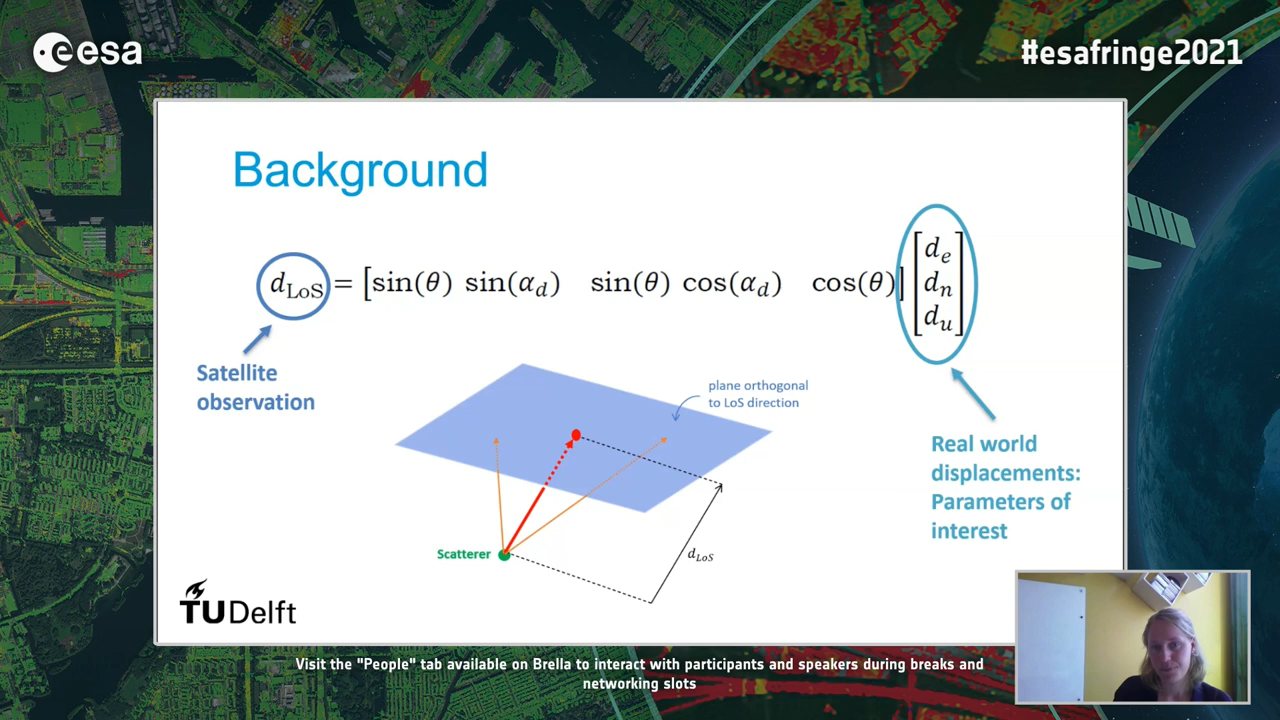 esa
#esafringe2021
Background
d_LoS = [sin(θ) sin(α_d) sin(θ) cos(α_d) cos(θ)] [d_e d_n d_u]
Satellite
observation
plane orthogonal
to LoS direction
Real world
displacements:
Parameters of
interest
Scatterer
d_LoS
TU Delft
Visit the "People" tab available on Brella to interact with participants and speakers during breaks and
networking slots